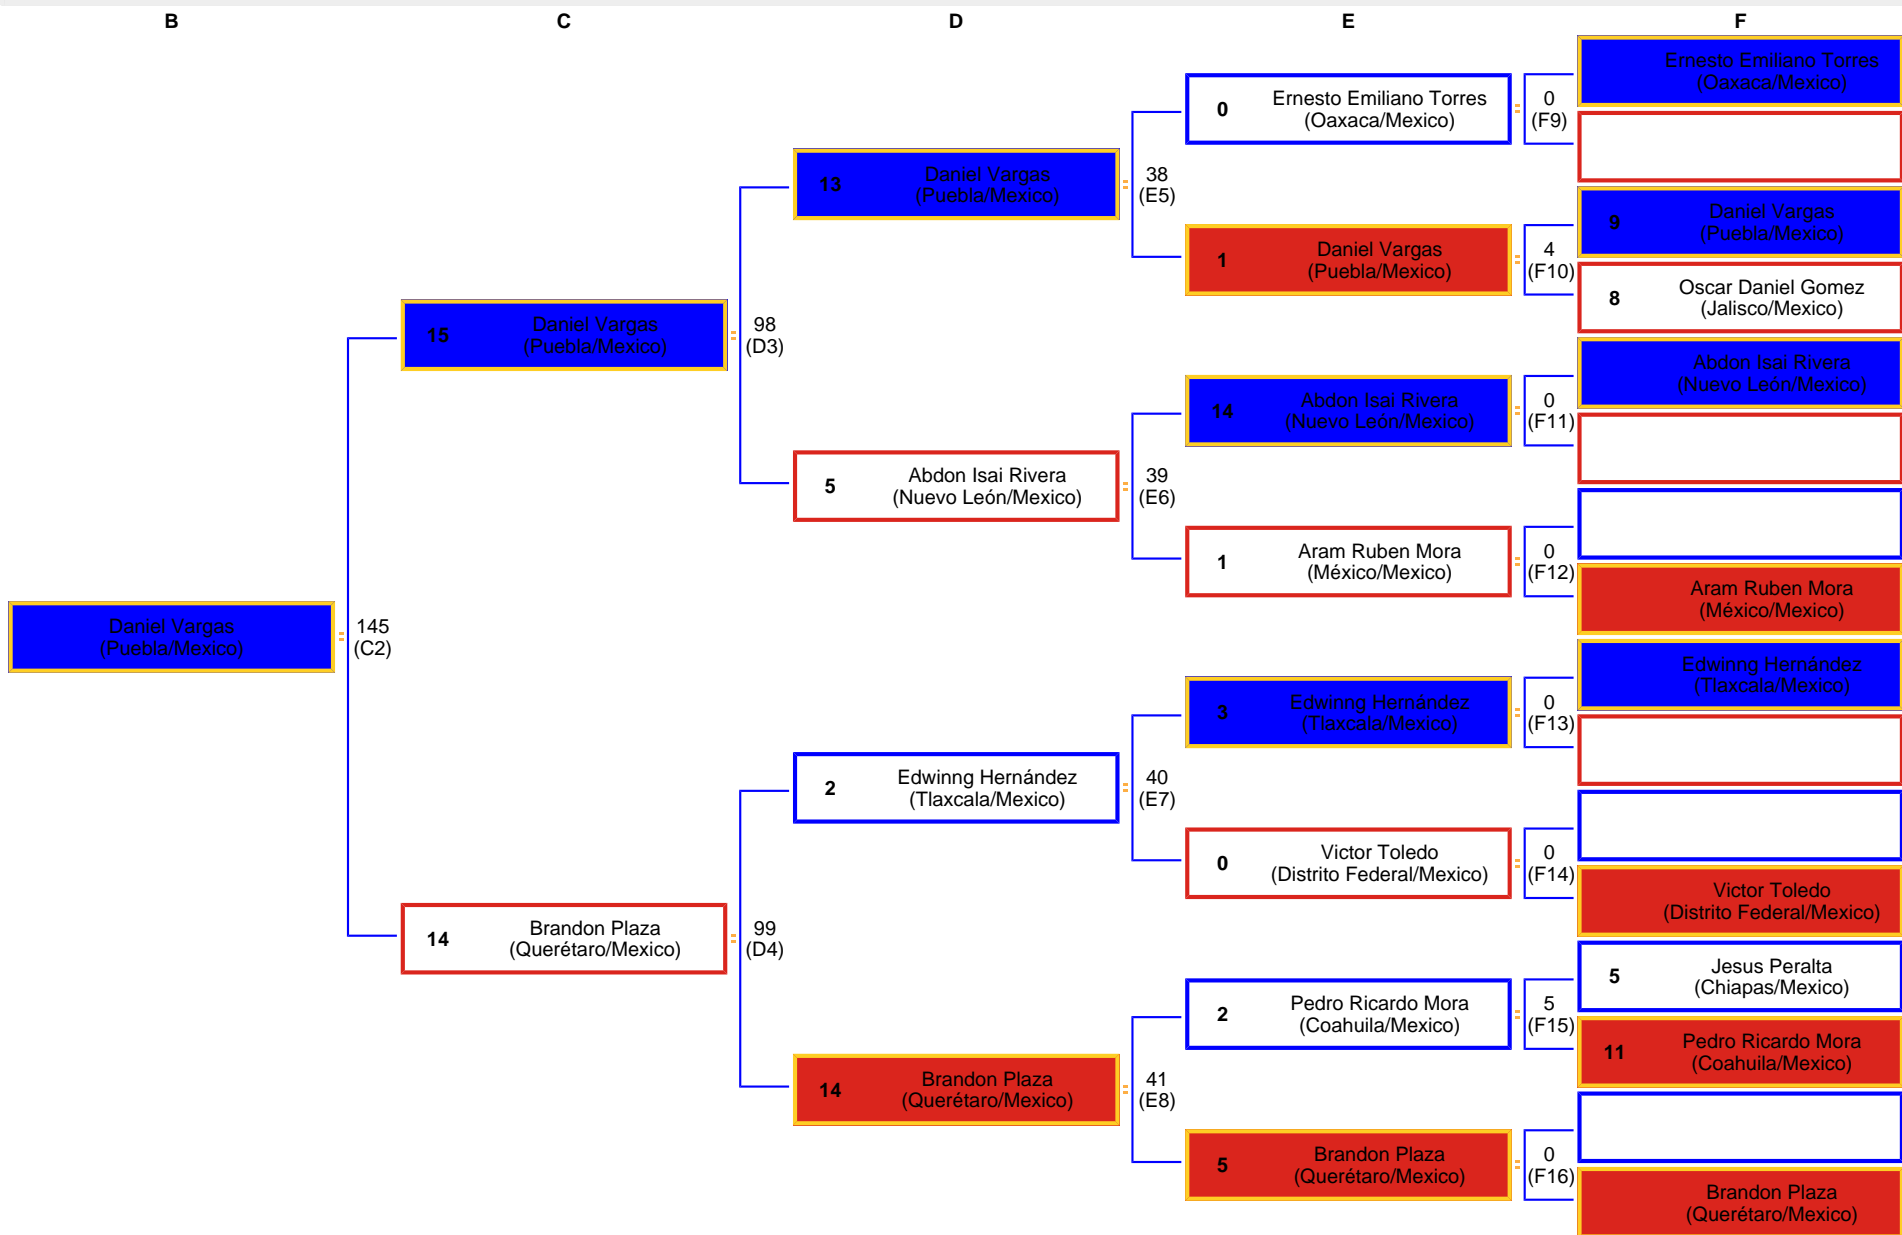 B
C
D
E
F
Daniel Vargas
(Puebla/Mexico)
145
(C2)
15
Daniel Vargas
(Puebla/Mexico)
98
(D3)
14
Brandon Plaza
(Querétaro/Mexico)
99
(D4)
13
Daniel Vargas
(Puebla/Mexico)
38
(E5)
5
Abdon Isai Rivera
(Nuevo León/Mexico)
39
(E6)
2
Edwinng Hernández
(Tlaxcala/Mexico)
40
(E7)
14
Brandon Plaza
(Querétaro/Mexico)
41
(E8)
0
Ernesto Emiliano Torres
(Oaxaca/Mexico)
0
(F9)
1
Daniel Vargas
(Puebla/Mexico)
4
(F10)
14
Abdon Isai Rivera
(Nuevo León/Mexico)
0
(F11)
1
Aram Ruben Mora
(México/Mexico)
0
(F12)
3
Edwinng Hernández
(Tlaxcala/Mexico)
0
(F13)
0
Victor Toledo
(Distrito Federal/Mexico)
0
(F14)
2
Pedro Ricardo Mora
(Coahuila/Mexico)
5
(F15)
5
Brandon Plaza
(Querétaro/Mexico)
0
(F16)
Ernesto Emiliano Torres
(Oaxaca/Mexico)
9
Daniel Vargas
(Puebla/Mexico)
8
Oscar Daniel Gomez
(Jalisco/Mexico)
Abdon Isai Rivera
(Nuevo León/Mexico)
Aram Ruben Mora
(México/Mexico)
Edwinng Hernández
(Tlaxcala/Mexico)
Victor Toledo
(Distrito Federal/Mexico)
5
Jesus Peralta
(Chiapas/Mexico)
11
Pedro Ricardo Mora
(Coahuila/Mexico)
Brandon Plaza
(Querétaro/Mexico)